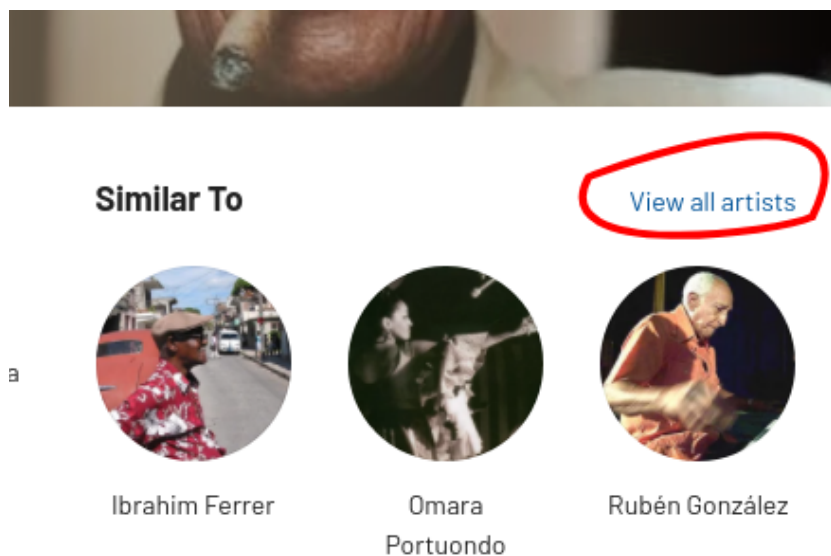 Similar To
View all artists
a
Ibrahim Ferrer
Omara
Portuondo
Rubén González